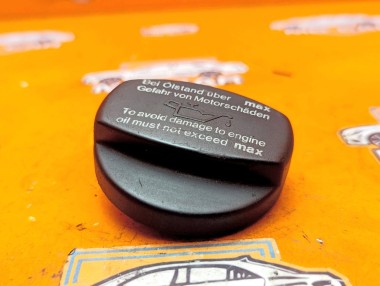 Bei Ölstand über max
Gefahr von Motorschäden
To avoid damage to engine
oil must not exceed max